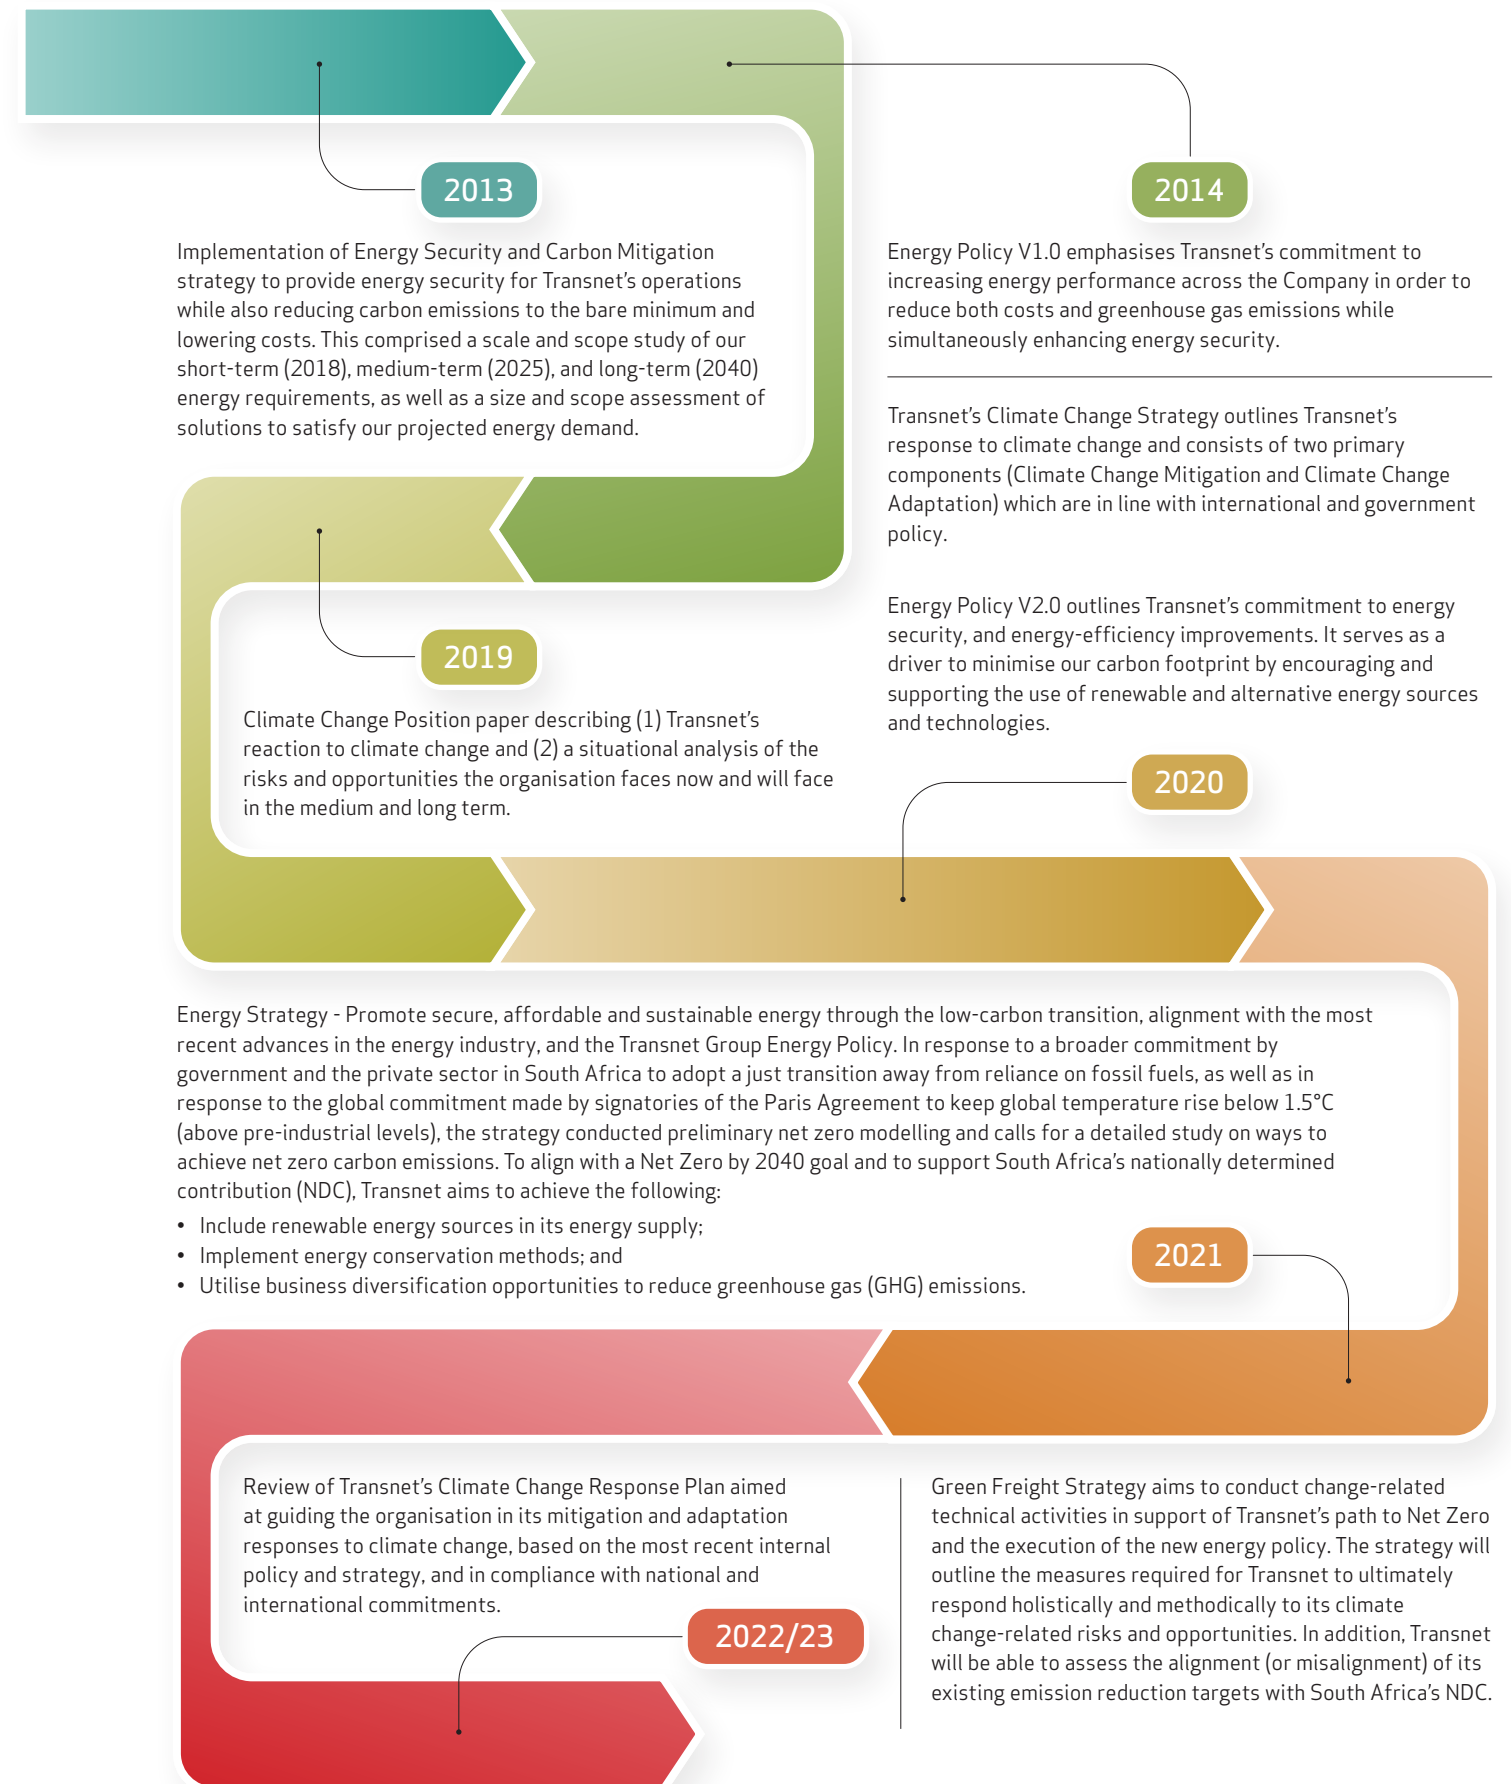 2013
Implementation of Energy Security and Carbon Mitigation
strategy to provide energy security for Transnet's operations
while also reducing carbon emissions to the bare minimum and
lowering costs. This comprised a scale and scope study of our
short-term (2018), medium-term (2025), and long-term (2040)
energy requirements, as well as a size and scope assessment of
solutions to satisfy our projected energy demand.
2014
Energy Policy V1.0 emphasises Transnet's commitment to
increasing energy performance across the Company in order to
reduce both costs and greenhouse gas emissions while
simultaneously enhancing energy security.
Transnet's Climate Change Strategy outlines Transnet's
response to climate change and consists of two primary
components (Climate Change Mitigation and Climate Change
Adaptation) which are in line with international and government
policy.
2019
Climate Change Position paper describing (1) Transnet's
reaction to climate change and (2) a situational analysis of the
risks and opportunities the organisation faces now and will face
in the medium and long term.
Energy Policy V2.0 outlines Transnet's commitment to energy
security, and energy-efficiency improvements. It serves as a
driver to minimise our carbon footprint by encouraging and
supporting the use of renewable and alternative energy sources
and technologies.
2020
Energy Strategy - Promote secure, affordable and sustainable energy through the low-carbon transition, alignment with the most
recent advances in the energy industry, and the Transnet Group Energy Policy. In response to a broader commitment by
government and the private sector in South Africa to adopt a just transition away from reliance on fossil fuels, as well as in
response to the global commitment made by signatories of the Paris Agreement to keep global temperature rise below 1.5°C
(above pre-industrial levels), the strategy conducted preliminary net zero modelling and calls for a detailed study on ways to
achieve net zero carbon emissions. To align with a Net Zero by 2040 goal and to support South Africa's nationally determined
contribution (NDC), Transnet aims to achieve the following:
• Include renewable energy sources in its energy supply;
• Implement energy conservation methods; and
• Utilise business diversification opportunities to reduce greenhouse gas (GHG) emissions.
2021
Review of Transnet's Climate Change Response Plan aimed
at guiding the organisation in its mitigation and adaptation
responses to climate change, based on the most recent internal
policy and strategy, and in compliance with national and
international commitments.
2022/23
Green Freight Strategy aims to conduct change-related
technical activities in support of Transnet's path to Net Zero
and the execution of the new energy policy. The strategy will
outline the measures required for Transnet to ultimately
respond holistically and methodically to its climate
change-related risks and opportunities. In addition, Transnet
will be able to assess the alignment (or misalignment) of its
existing emission reduction targets with South Africa's NDC.